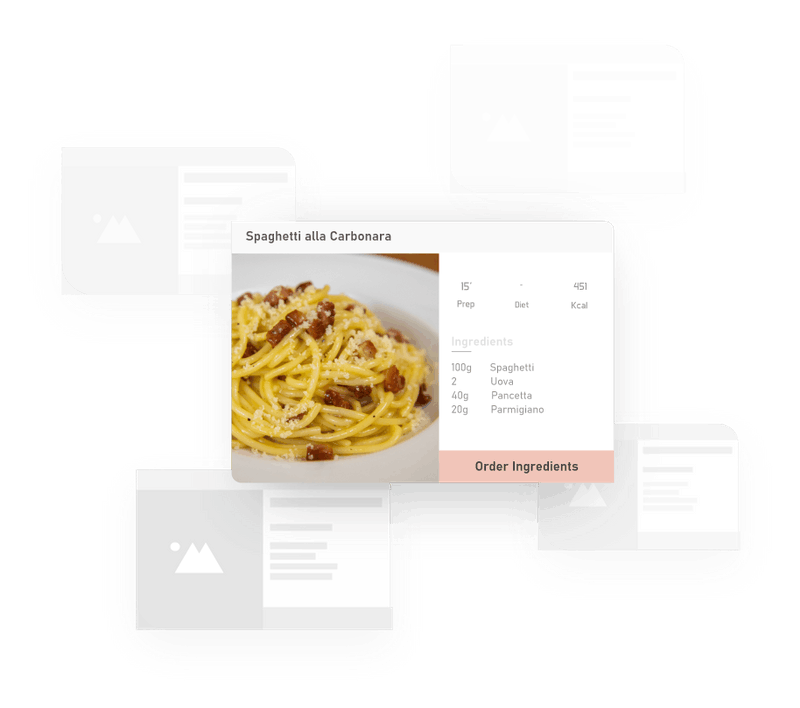 Spaghetti alla Carbonara
15' - 451
Prep Diet Kcal
Ingredients
100g Spaghetti
2 Uova
40g Pancetta
20g Parmigiano
Order Ingredients